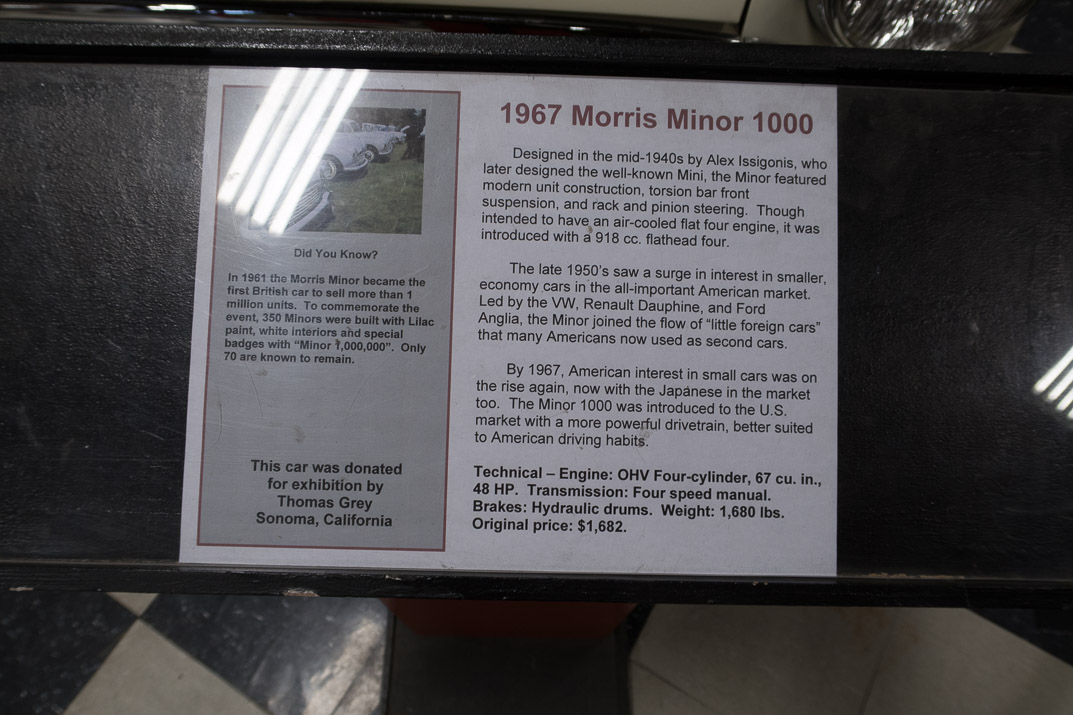 Did You Know?
In 1961 the Morris Minor became the
first British car to sell more than 1
million units.  To commemorate the
event, 350 Minors were built with Lilac
paint, white interiors and special
badges with “Minor 1,000,000”.  Only
70 are known to remain.
This car was donated
for exhibition by
Thomas Grey
Sonoma, California
1967 Morris Minor 1000
Designed in the mid-1940s by Alex Issigonis, who
later designed the well-known Mini, the Minor featured
modern unit construction, torsion bar front
suspension, and rack and pinion steering.  Though
intended to have an air-cooled flat four engine, it was
introduced with a 918 cc. flathead four.
The late 1950’s saw a surge in interest in smaller,
economy cars in the all-important American market.
Led by the VW, Renault Dauphine, and Ford
Anglia, the Minor joined the flow of “little foreign cars”
that many Americans now used as second cars.
By 1967, American interest in small cars was on
the rise again, now with the Japanese in the market
too.  The Minor 1000 was introduced to the U.S.
market with a more powerful drivetrain, better suited
to American driving habits.
Technical – Engine: OHV Four-cylinder, 67 cu. in.,
48 HP.  Transmission: Four speed manual.
Brakes: Hydraulic drums.  Weight: 1,680 lbs.
Original price: $1,682.